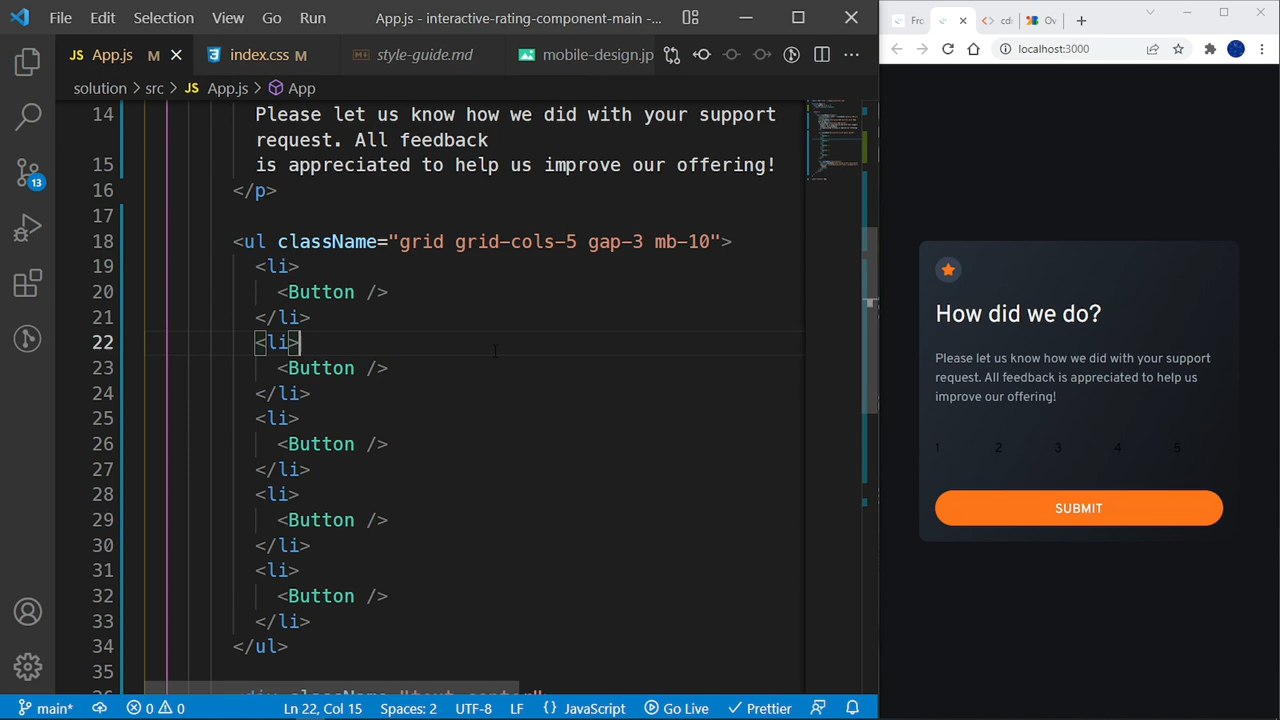 File Edit Selection View Go Run App.js - interactive-rating-component-main - ...
App.js M index.css M style-guide.md mobile-design.jp
solution > src > App.js > App
14 Please let us know how we did with your support
request. All feedback
15 is appreciated to help us improve our offering!
16 </p>
17
18 <ul className="grid grid-cols-5 gap-3 mb-10">
19 <li>
20 <Button />
21 </li>
22 <li>
23 <Button />
24 </li>
25 <li>
26 <Button />
27 </li>
28 <li>
29 <Button />
30 </li>
31 <li>
32 <Button />
33 </li>
34 </ul>
35
13
main* 0 0 Ln 22, Col 15 Spaces: 2 UTF-8 LF {} JavaScript Go Live Prettier
localhost:3000
How did we do?
Please let us know how we did with your support
request. All feedback is appreciated to help us
improve our offering!
1 2 3 4 5
SUBMIT